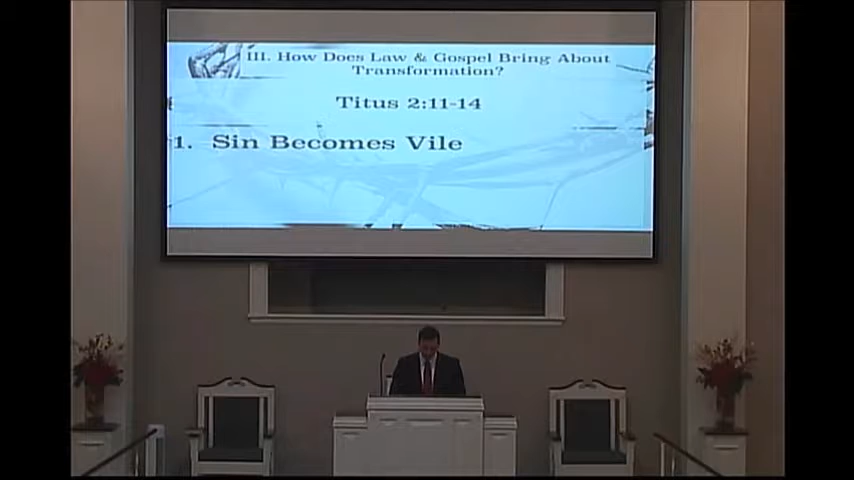 III. How Does Law & Gospel Bring About
Transformation?
Titus 2:11-14
1. Sin Becomes Vile